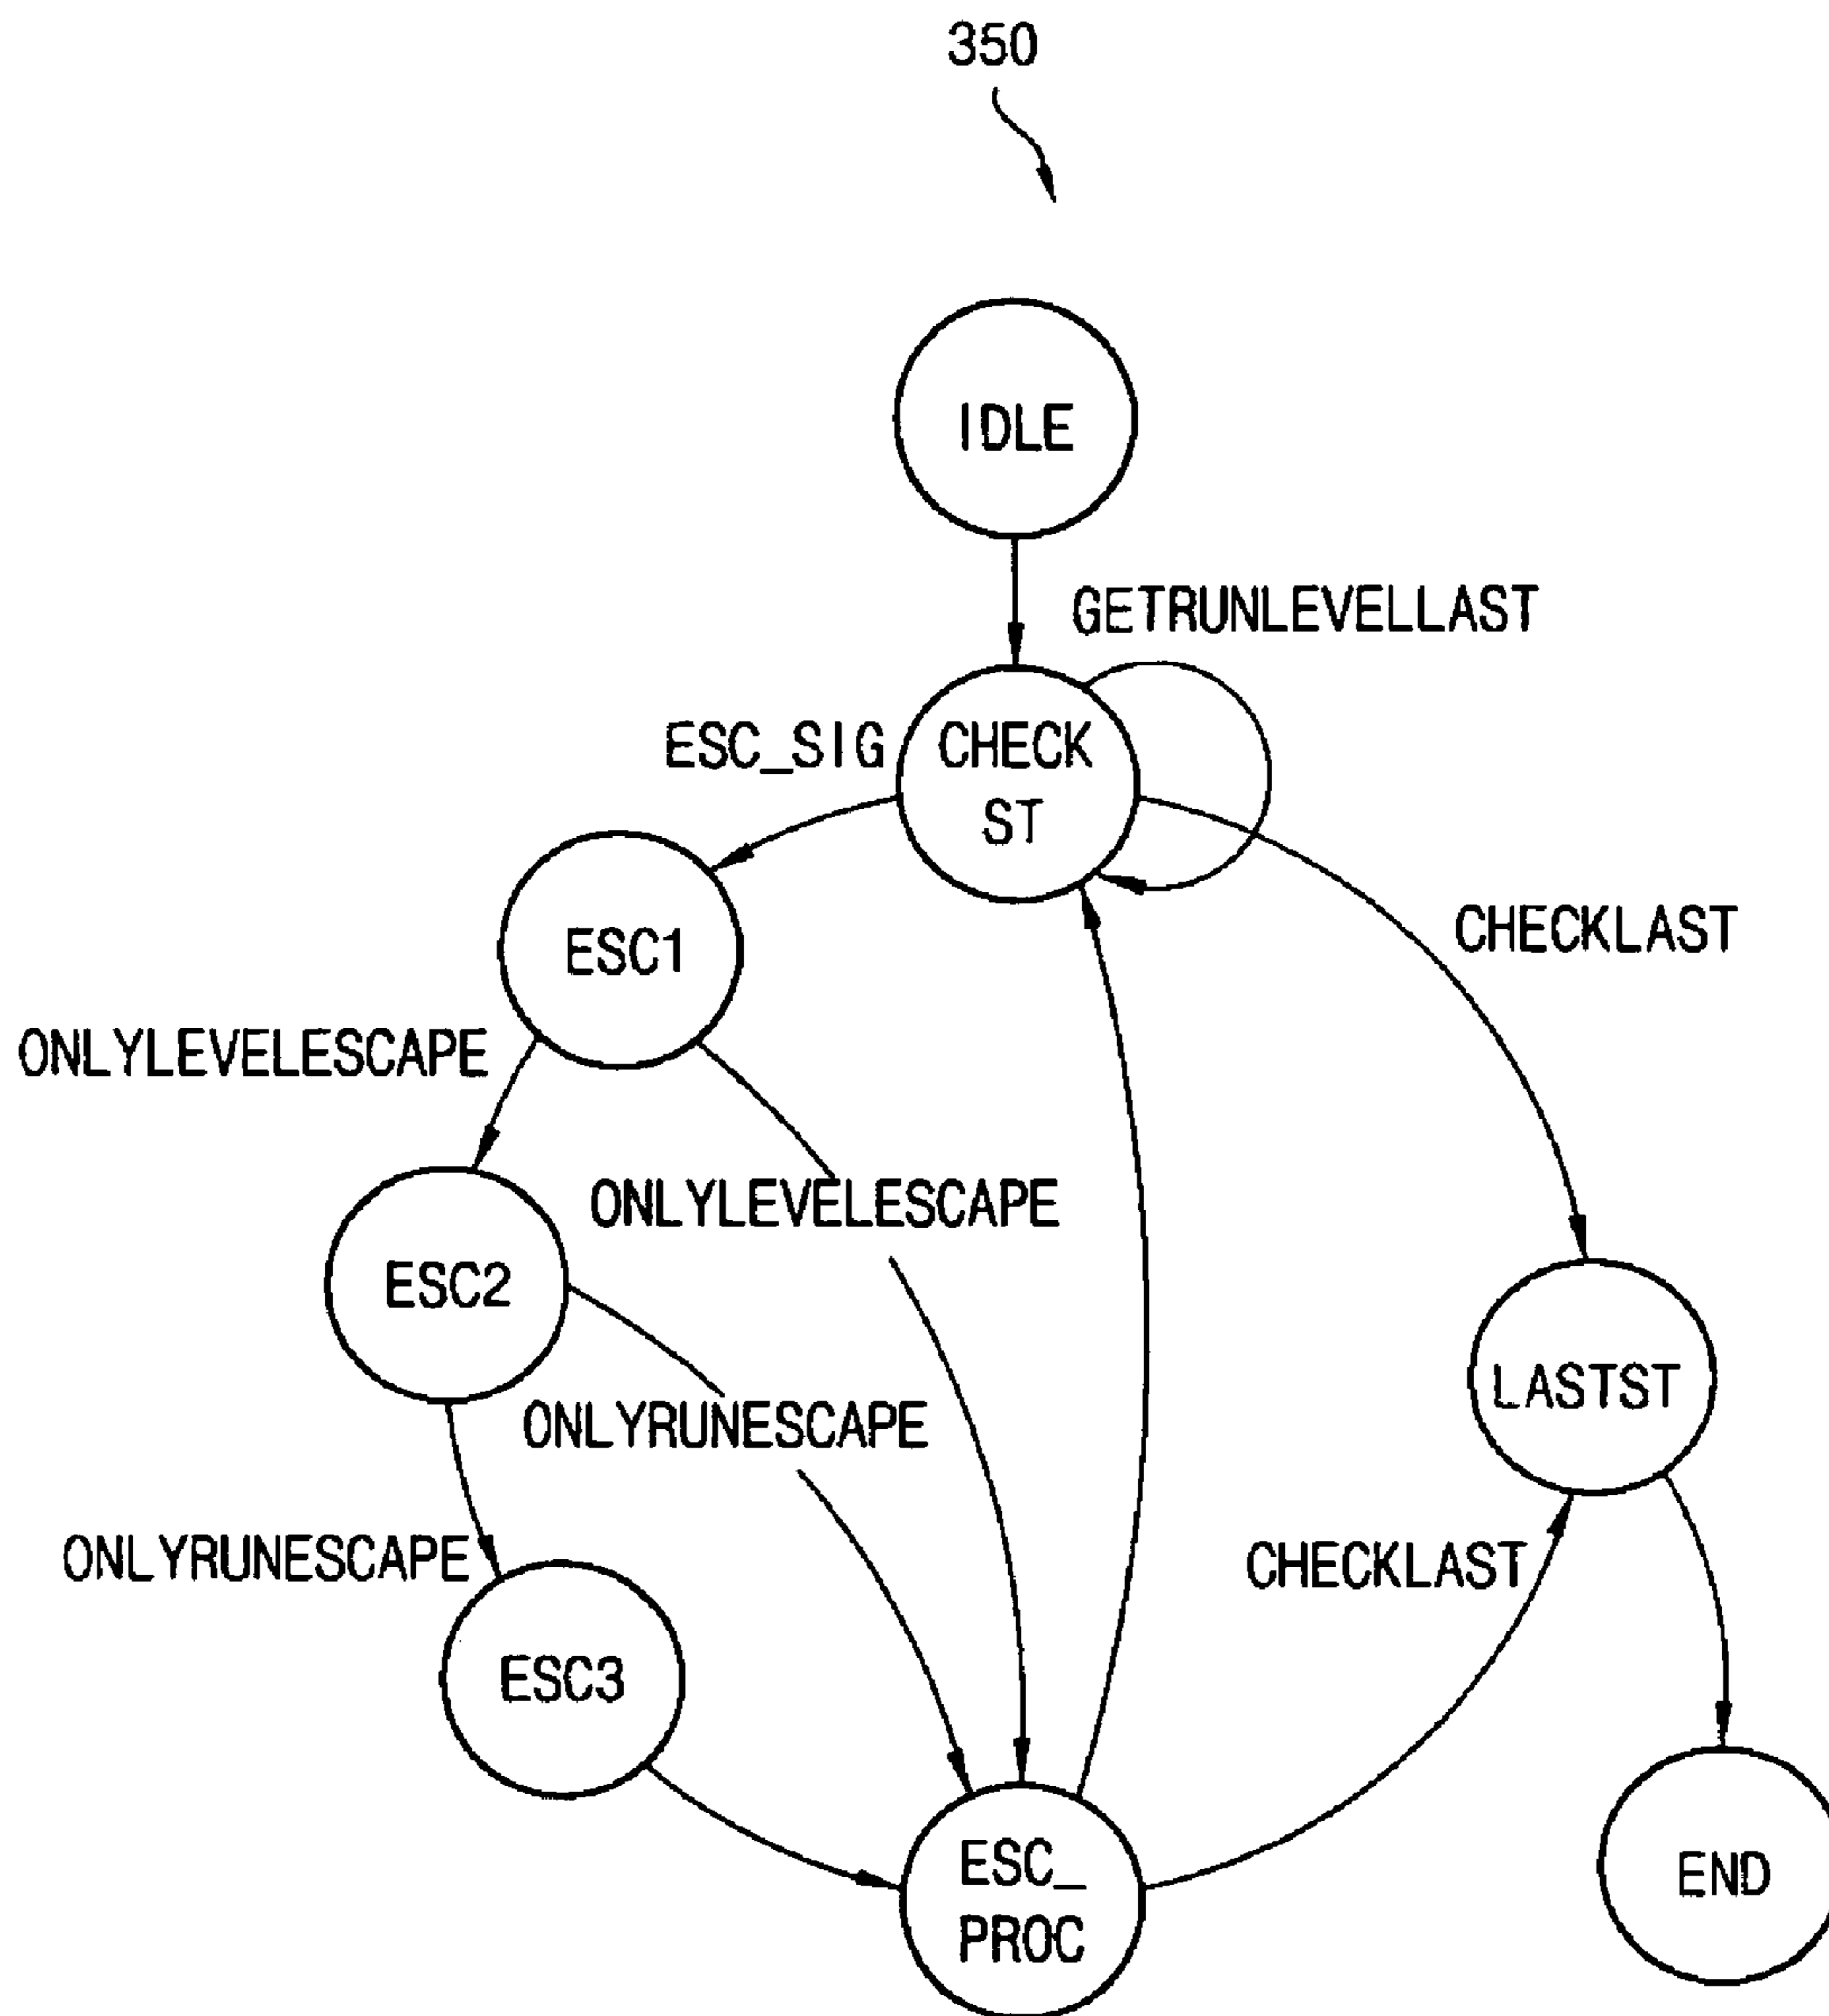 350
IDLE
GETRUNLEVELLAST
ESC_SIG
CHECK
ST
CHECKLAST
ESC1
ONLYLEVELESCAPE
ONLYLEVELESCAPE
ESC2
LASTST
ONLYRUNESCAPE
ONLYRUNESCAPE
CHECKLAST
ESC3
ESC_
PROC
END